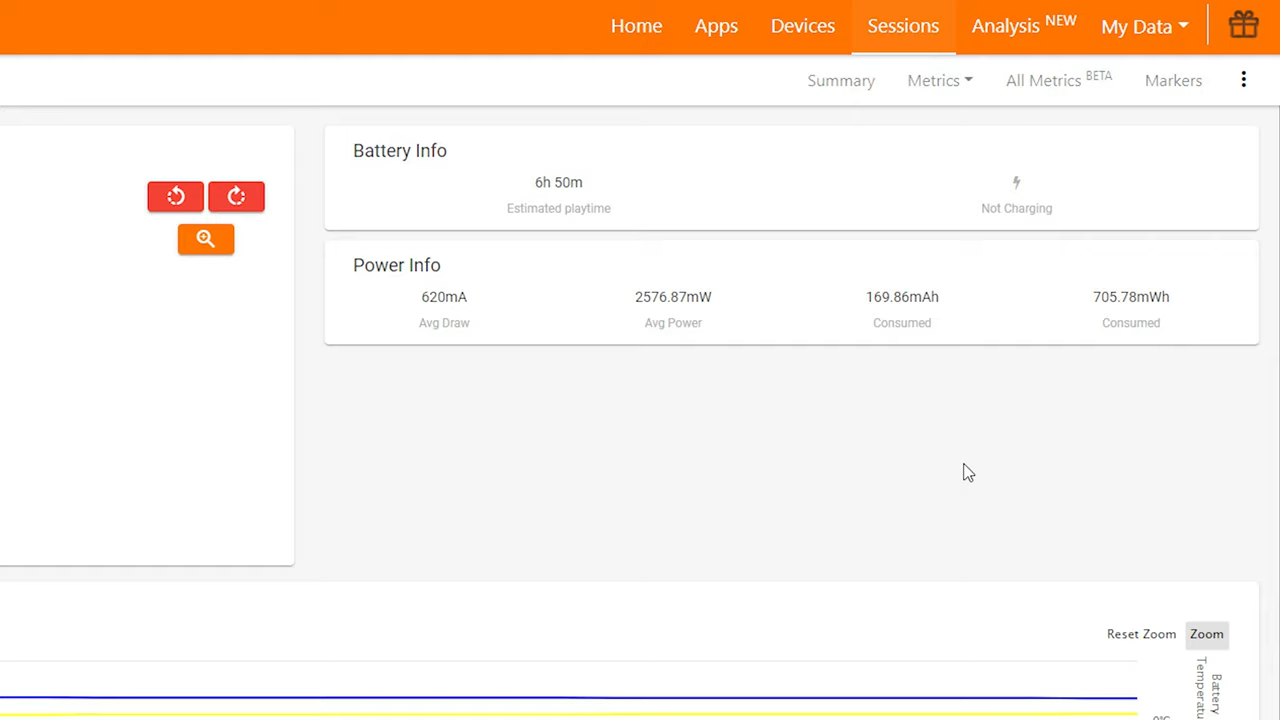 Home Apps Devices Sessions Analysis NEW My Data
Summary Metrics All Metrics BETA Markers
Battery Info
6h 50m
Estimated playtime Not Charging
Power Info
620mA 2576.87mW 169.86mAh 705.78mWh
Avg Draw Avg Power Consumed Consumed
Reset Zoom Zoom
Battery